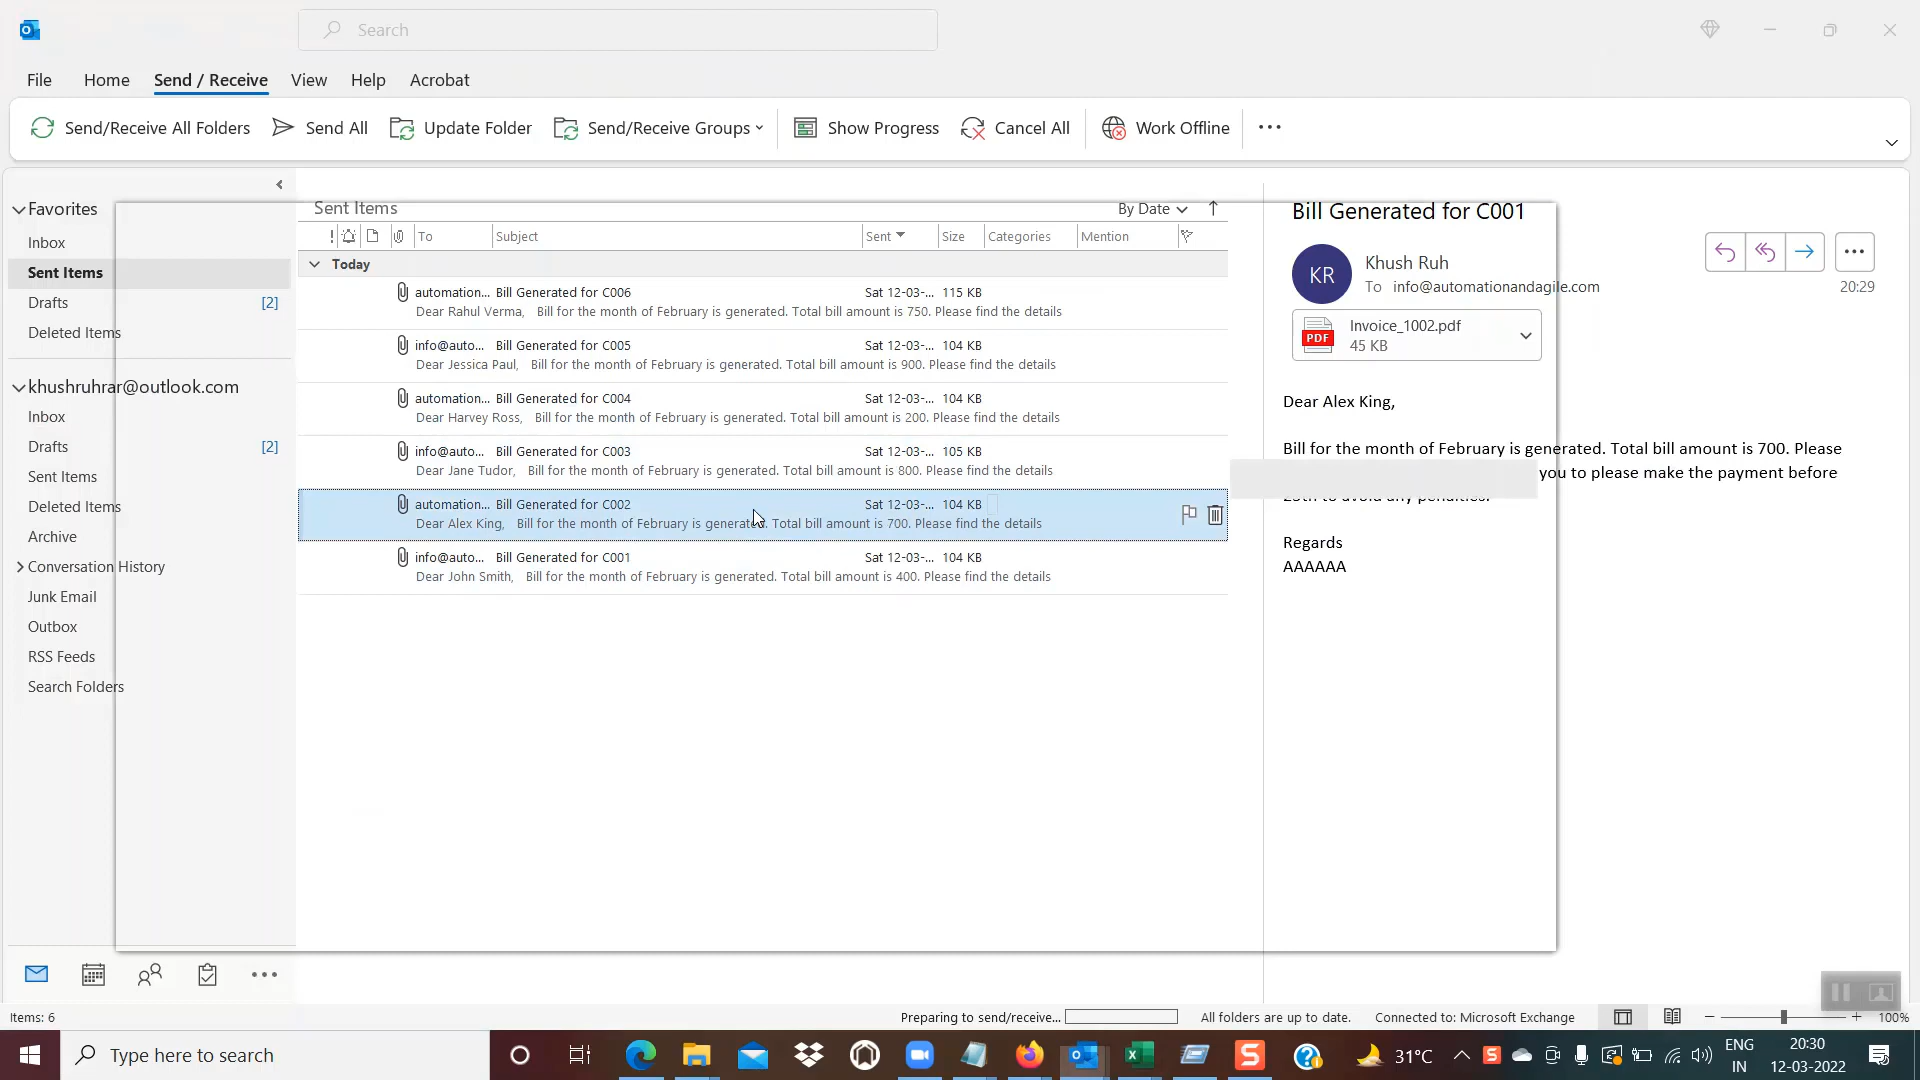 Search
File Home Send / Receive View Help Acrobat
Send/Receive All Folders Send All Update Folder Send/Receive Groups Show Progress Cancel All Work Offline
Favorites
Inbox
Sent Items
Drafts [2]
Deleted Items
khushruhrar@outlook.com
Inbox
Drafts [2]
Sent Items
Deleted Items
Archive
Conversation History
Junk Email
Outbox
RSS Feeds
Search Folders
Items: 6
Sent Items By Date
! To Subject Sent Size Categories Mention
Today
automation... Bill Generated for C006 Sat 12-03-... 115 KB
Dear Rahul Verma, Bill for the month of February is generated. Total bill amount is 750. Please find the details
info@auto... Bill Generated for C005 Sat 12-03-... 104 KB
Dear Jessica Paul, Bill for the month of February is generated. Total bill amount is 900. Please find the details
automation... Bill Generated for C004 Sat 12-03-... 104 KB
Dear Harvey Ross, Bill for the month of February is generated. Total bill amount is 200. Please find the details
info@auto... Bill Generated for C003 Sat 12-03-... 105 KB
Dear Jane Tudor, Bill for the month of February is generated. Total bill amount is 800. Please find the details
automation... Bill Generated for C002 Sat 12-03-... 104 KB
Dear Alex King, Bill for the month of February is generated. Total bill amount is 700. Please find the details
info@auto... Bill Generated for C001 Sat 12-03-... 104 KB
Dear John Smith, Bill for the month of February is generated. Total bill amount is 400. Please find the details
Bill Generated for C001
KR
Khush Ruh
To info@automationandagile.com
20:29
Invoice_1002.pdf
PDF
45 KB
Dear Alex King,
Bill for the month of February is generated. Total bill amount is 700. Please
you to please make the payment before
to avoid any penalties.
Regards
AAAAAA
Preparing to send/receive... All folders are up to date. Connected to: Microsoft Exchange 100%
Type here to search
31°C
ENG
IN
20:30
12-03-2022